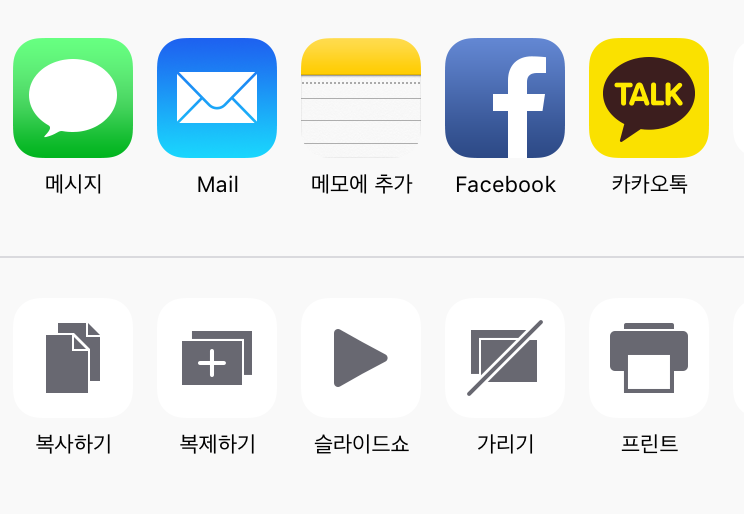 TALK
메시지
Mail
메모에 추가
Facebook
카카오톡
복사하기
복제하기
슬라이드쇼
가리기
프린트